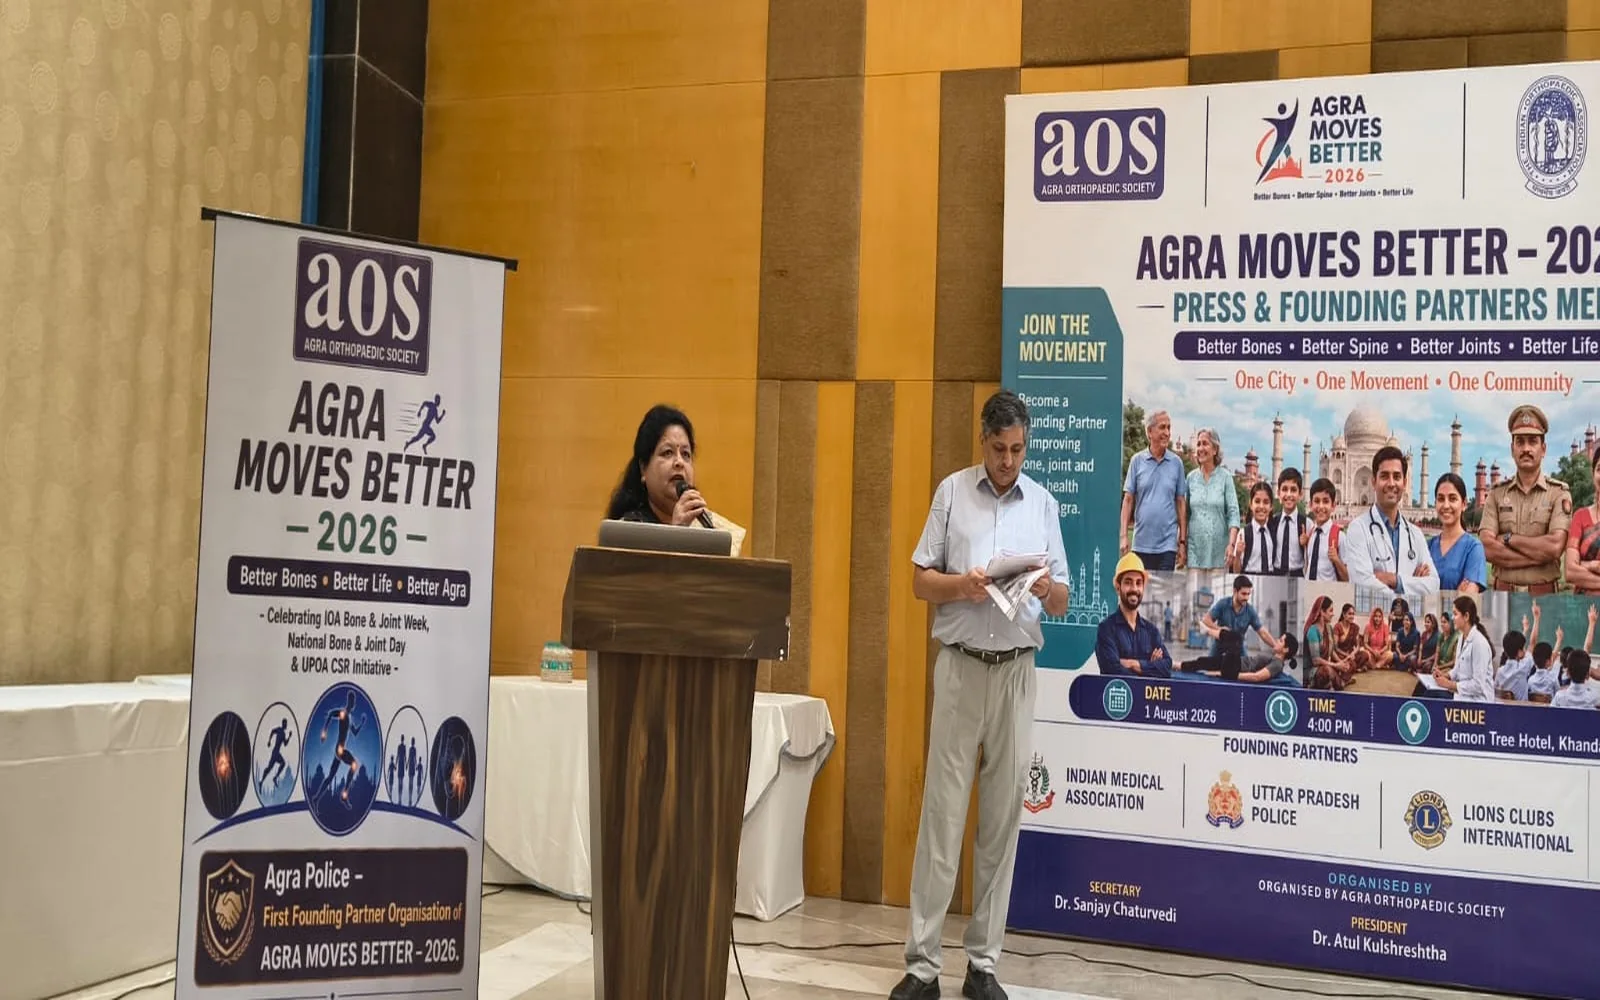 aos
AGRA ORTHOPAEDIC SOCIETY
AGRA
MOVES BETTER
– 2026 –
Better Bones • Better Life • Better Agra
- Celebrating IOA Bone & Joint Week,
National Bone & Joint Day
& UPOA CSR Initiative -
Agra Police –
First Founding Partner Organisation of
AGRA MOVES BETTER – 2026.
aos
AGRA ORTHOPAEDIC SOCIETY
AGRA
MOVES
BETTER
– 2026 –
Better Bones • Better Spine • Better Joints • Better Life
THE INDIAN ORTHOPAEDIC ASSOCIATION
AGRA MOVES BETTER – 202
PRESS & FOUNDING PARTNERS ME
Better Bones • Better Spine • Better Joints • Better Life
One City • One Movement • One Community
JOIN THE
MOVEMENT
Become a
unding Partner
improving
one, joint and
health
gra.
DATE
1 August 2026
TIME
4:00 PM
VENUE
Lemon Tree Hotel, Khanda
FOUNDING PARTNERS
INDIAN MEDICAL
ASSOCIATION
UTTAR PRADESH
POLICE
LIONS
L
LIONS CLUBS
INTERNATIONAL
SECRETARY
Dr. Sanjay Chaturvedi
ORGANISED BY
ORGANISED BY AGRA ORTHOPAEDIC SOCIETY
PRESIDENT
Dr. Atul Kulshreshtha